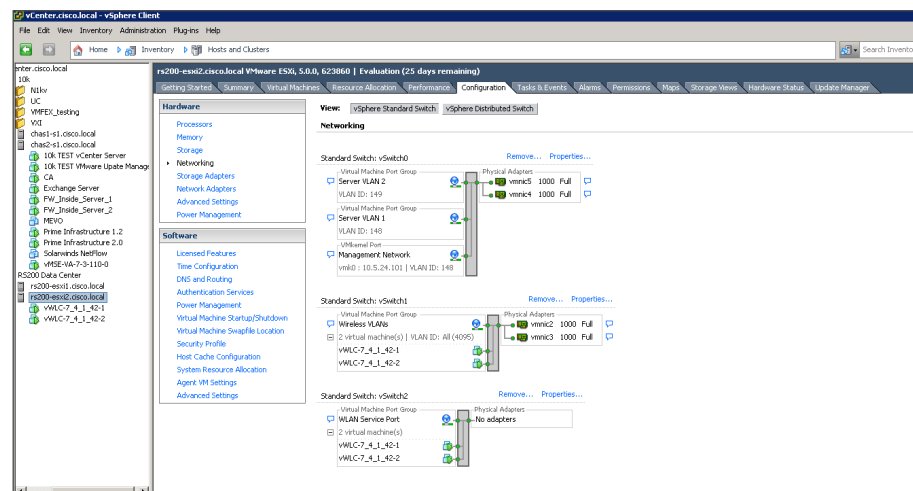 vCenter.cisco.local - vSphere Client
File Edit View Inventory Administration Plug-ins Help
Home Inventory Hosts and Clusters
Search Invento
enter.cisco.local
10k
N1kv
UC
VMFEX_testing
VXI
chas1-s1.cisco.local
chas2-s1.cisco.local
10k TEST vCenter Server
10k TEST VMware Upate Manage
CA
Exchange Server
FW_Inside_Server_1
FW_Inside_Server_2
MEVO
Prime Infrastructure 1.2
Prime Infrastructure 2.0
Solarwinds NetFlow
vMSE-VA-7-3-110-0
RS200 Data Center
rs200-esxi1.cisco.local
rs200-esxi2.cisco.local
vWLC-7_4_1_42-1
vWLC-7_4_1_42-2
rs200-esxi2.cisco.local VMware ESXi, 5.0.0, 623860 | Evaluation (25 days remaining)
Getting Started Summary Virtual Machines Resource Allocation Performance Configuration Tasks & Events Alarms Permissions Maps Storage Views Hardware Status Update Manager
Hardware
Processors
Memory
Storage
Networking
Storage Adapters
Network Adapters
Advanced Settings
Power Management
Software
Licensed Features
Time Configuration
DNS and Routing
Authentication Services
Power Management
Virtual Machine Startup/Shutdown
Virtual Machine Swapfile Location
Security Profile
Host Cache Configuration
System Resource Allocation
Agent VM Settings
Advanced Settings
View: vSphere Standard Switch vSphere Distributed Switch
Networking
Standard Switch: vSwitch0 Remove... Properties...
Virtual Machine Port Group Physical Adapters
Server VLAN 2 vmnic5 1000 Full
VLAN ID: 149 vmnic4 1000 Full
Virtual Machine Port Group
Server VLAN 1
VLAN ID: 148
VMkernel Port
Management Network
vmk0 : 10.5.24.101 | VLAN ID: 148
Standard Switch: vSwitch1 Remove... Properties...
Virtual Machine Port Group Physical Adapters
Wireless VLANs vmnic2 1000 Full
2 virtual machine(s) | VLAN ID: All (4095) vmnic3 1000 Full
vWLC-7_4_1_42-1
vWLC-7_4_1_42-2
Standard Switch: vSwitch2 Remove... Properties...
Virtual Machine Port Group Physical Adapters
WLAN Service Port No adapters
2 virtual machine(s)
vWLC-7_4_1_42-1
vWLC-7_4_1_42-2